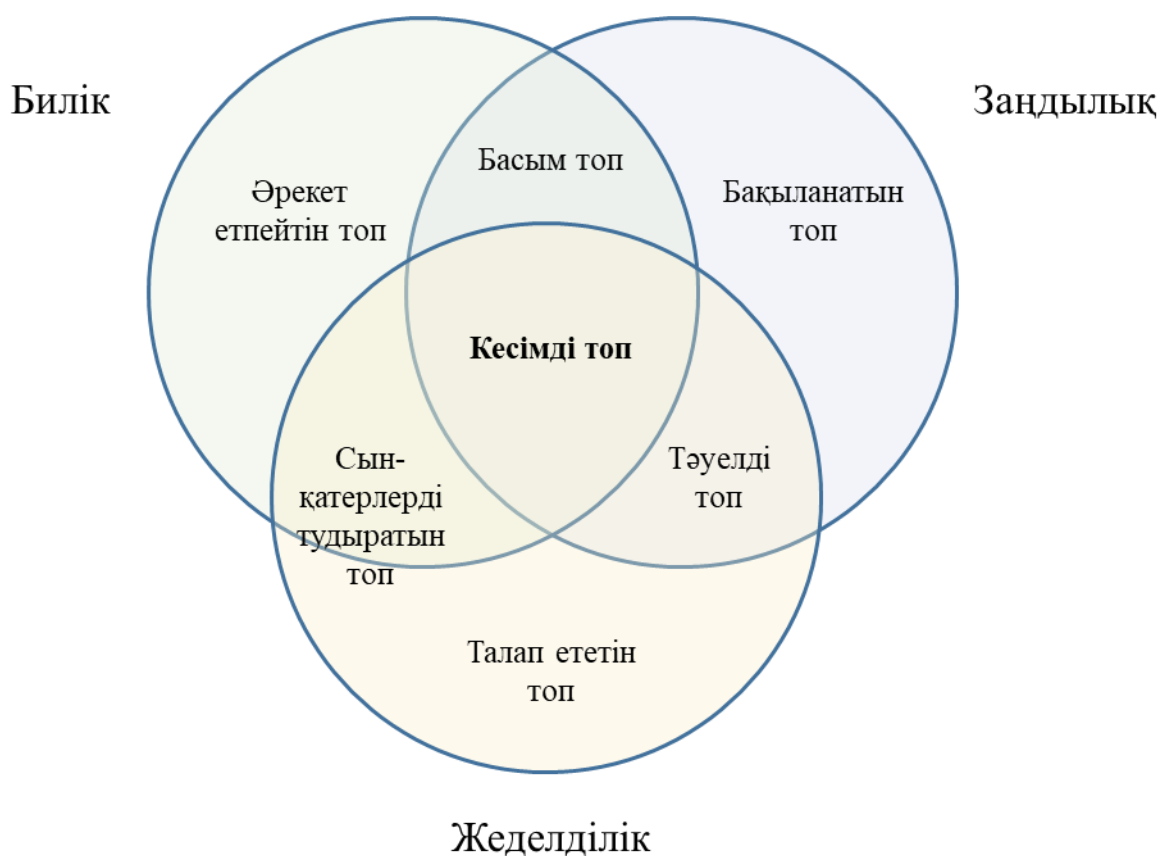 Билік
Заңдылық
Басым топ
Әрекет
етпейтін топ
Бақыланатын
топ
Кесімді топ
Сын-
қатерлерді
тудыратын
топ
Тәуелді
топ
Талап ететін
топ
Жеделділік